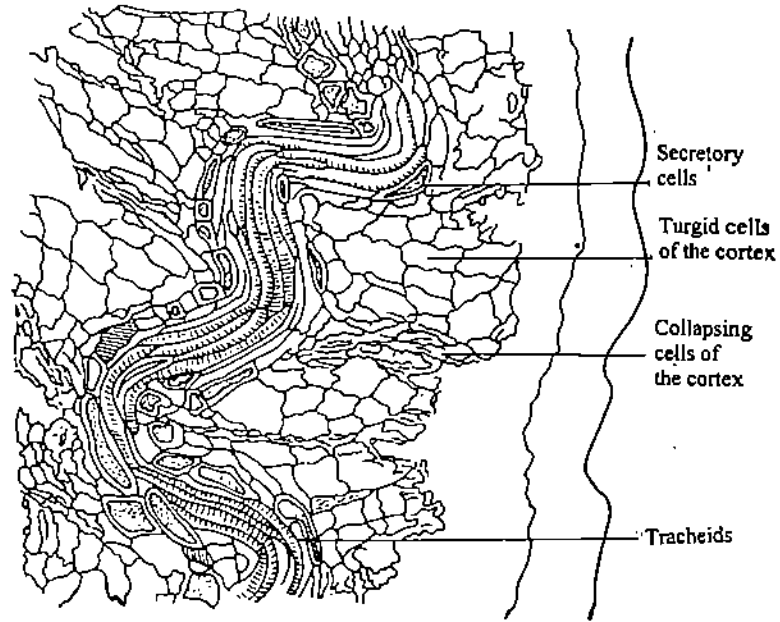 Secretory
cells
Turgid cells
of the cortex
Collapsing
cells of
the cortex
Tracheids